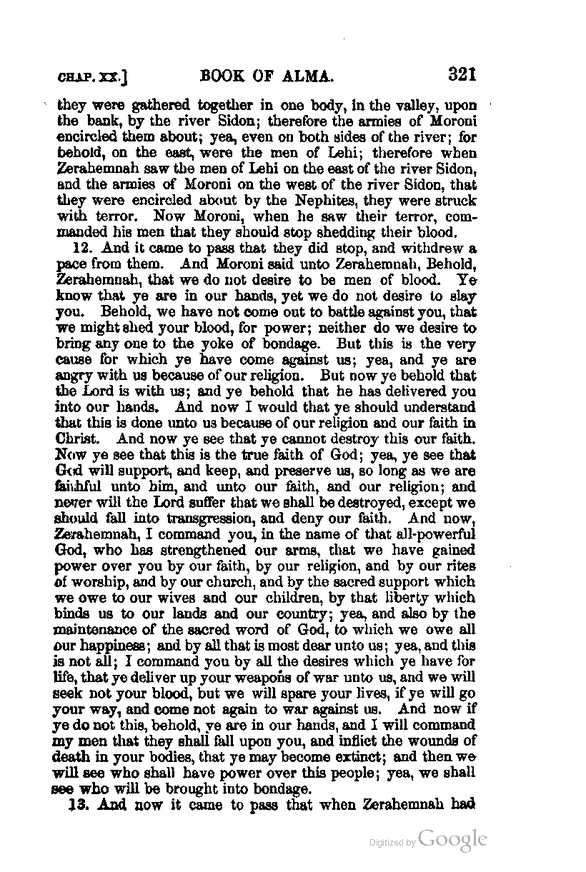 CHAP. XX.] BOOK OF ALMA. 321
they were gathered together in one body, in the valley, upon
the bank, by the river Sidon; therefore the armies of Moroni
encircled them about; yea, even on both sides of the river; for
behold, on the east, were the men of Lehi; therefore when
Zerahemnah saw the men of Lehi on the east of the river Sidon,
and the armies of Moroni on the west of the river Sidon, that
they were encircled about by the Nephites, they were struck
with terror. Now Moroni, when he saw their terror, com-
manded his men that they should stop shedding their blood.
12. And it came to pass that they did stop, and withdrew a
pace from them. And Moroni said unto Zerahemnah, Behold,
Zerahemnah, that we do not desire to be men of blood. Ye
know that ye are in our hands, yet we do not desire to slay
you. Behold, we have not come out to battle against you, that
we might shed your blood, for power; neither do we desire to
bring any one to the yoke of bondage. But this is the very
cause for which ye have come against us; yea, and ye are
angry with us because of our religion. But now ye behold that
the Lord is with us; and ye behold that he has delivered you
into our hands. And now I would that ye should understand
that this is done unto us because of our religion and our faith in
Christ. And now ye see that ye cannot destroy this our faith.
Now ye see that this is the true faith of God; yea, ye see that
God will support, and keep, and preserve us, so long as we are
faithful unto him, and unto our faith, and our religion; and
never will the Lord suffer that we shall be destroyed, except we
should fall into transgression, and deny our faith. And now,
Zerahemnah, I command you, in the name of that all-powerful
God, who has strengthened our arms, that we have gained
power over you by our faith, by our religion, and by our rites
of worship, and by our church, and by the sacred support which
we owe to our wives and our children, by that liberty which
binds us to our lands and our country; yea, and also by the
maintenance of the sacred word of God, to which we owe all
our happiness; and by all that is most dear unto us; yea, and this
is not all; I command you by all the desires which ye have for
life, that ye deliver up your weapons of war unto us, and we will
seek not your blood, but we will spare your lives, if ye will go
your way, and come not again to war against us. And now if
ye do not this, behold, ye are in our hands, and I will command
my men that they shall fall upon you, and inflict the wounds of
death in your bodies, that ye may become extinct; and then we
will see who shall have power over this people; yea, we shall
see who will be brought into bondage.
13. And now it came to pass that when Zerahemnah had
Digitized by Google